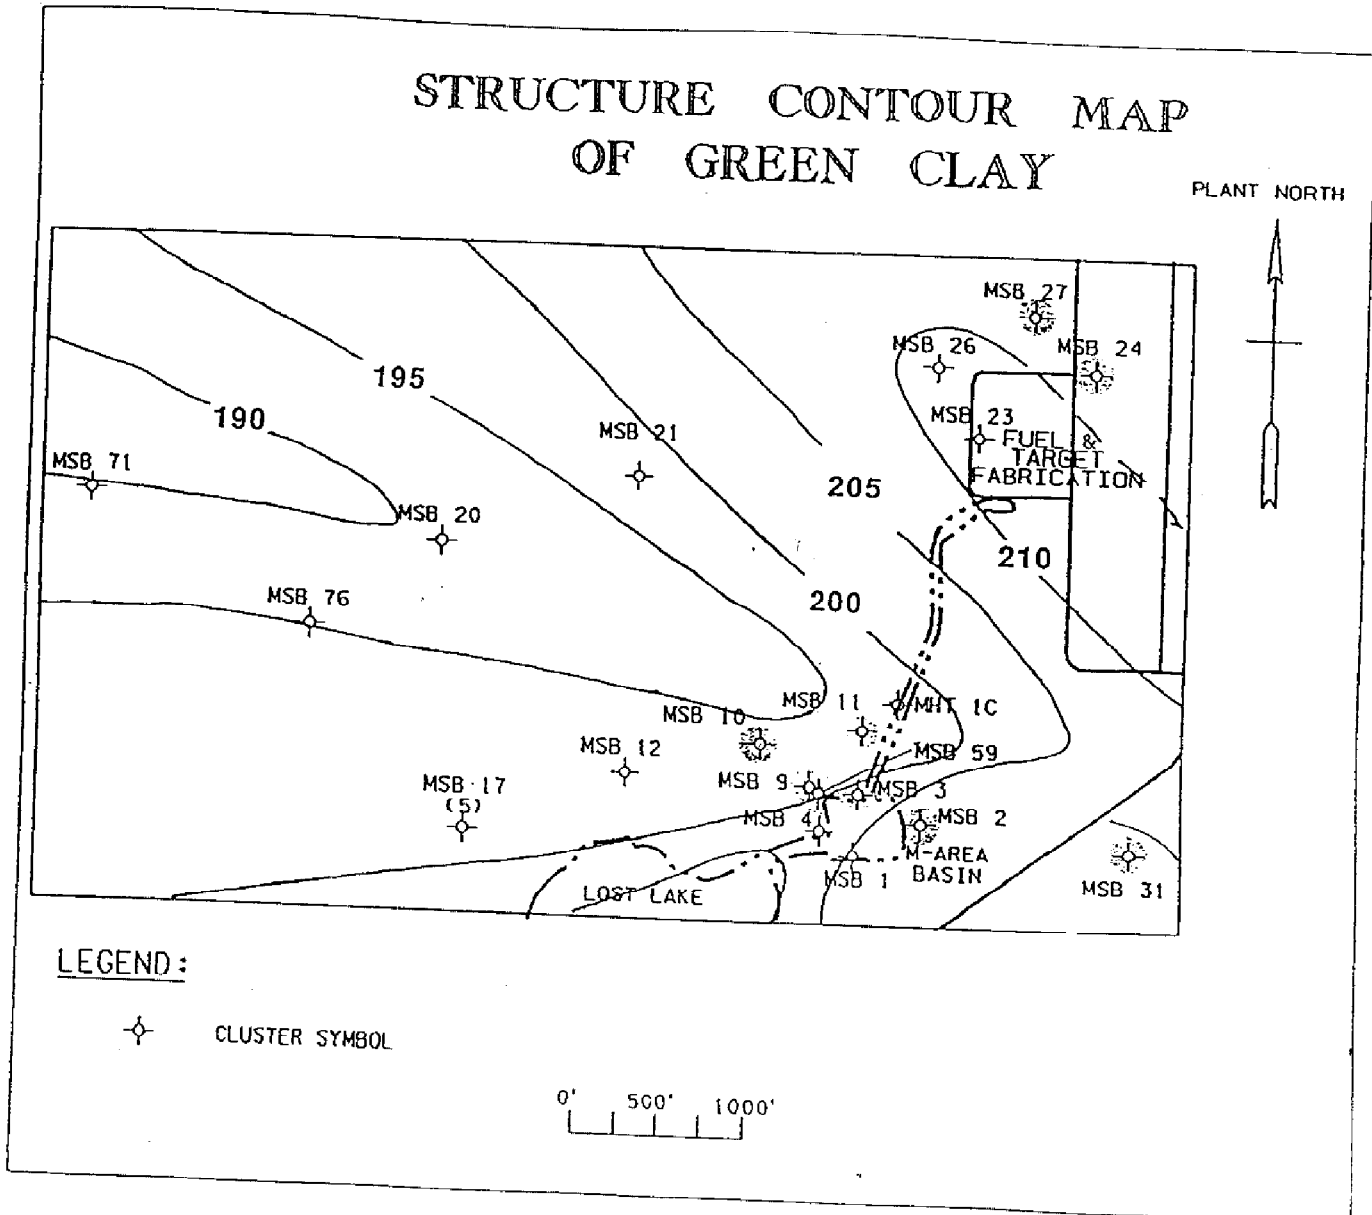 STRUCTURE CONTOUR MAP
OF GREEN CLAY
PLANT NORTH
MSB 27
MSB 26
MSB 24
195
190
MSB 23
MSB 21
FUEL &
TARGET
FABRICATION
MSB 71
205
MSB 20
210
MSB 76
200
MSB 11
MHT 1C
MSB 10
MSB 12
MSB 59
MSB 17
(5)
MSB 9
MSB 3
MSB 4
MSB 2
M-AREA
BASIN
MSB 1
MSB 31
LOST LAKE
LEGEND:
CLUSTER SYMBOL
0' 500' 1000'